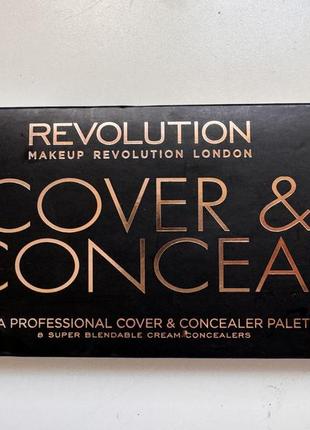 REVOLUTION
MAKEUP REVOLUTION LONDON
COVER &
CONCEA
A PROFESSIONAL COVER & CONCEALER PALET
8 SUPER BLENDABLE CREAM CONCEALERS